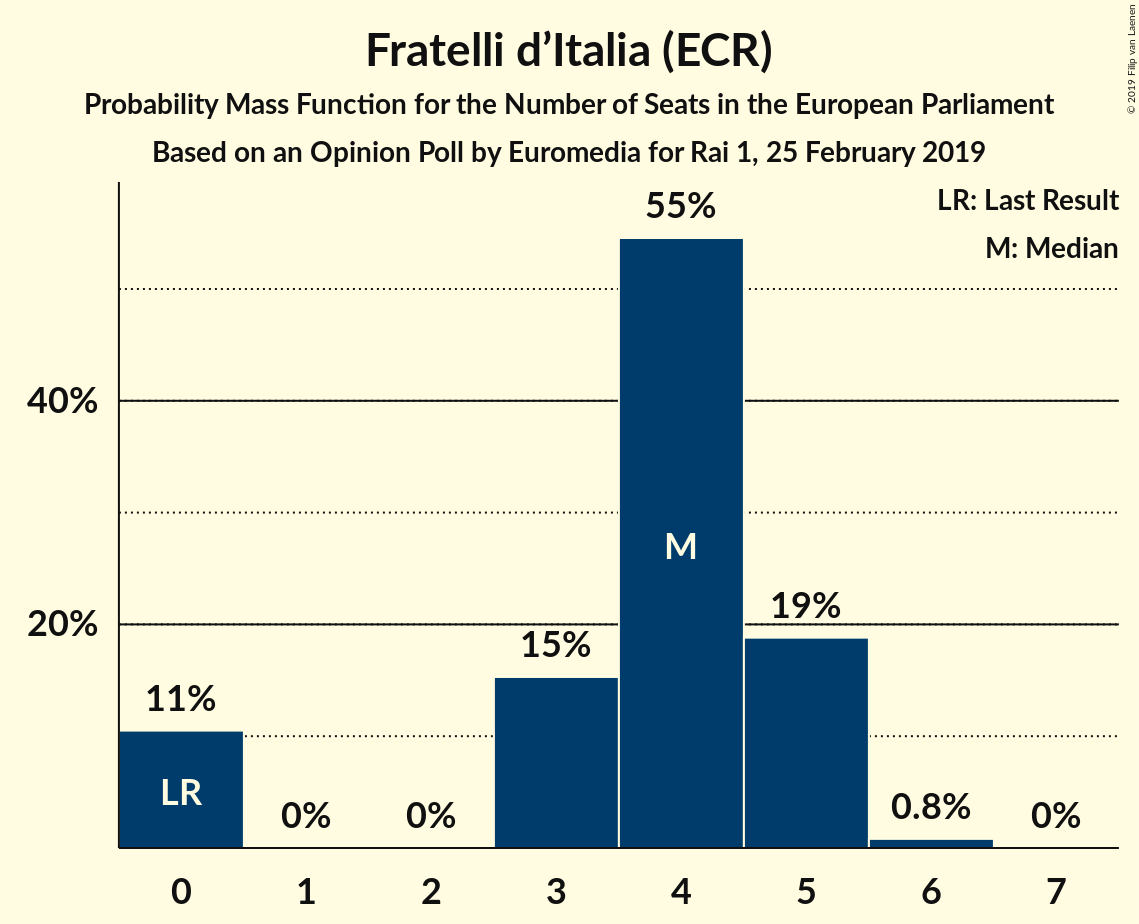 Fratelli d’Italia (ECR)
Probability Mass Function for the Number of Seats in the European Parliament
Based on an Opinion Poll by Euromedia for Rai 1, 25 February 2019
© 2019 Filip van Laenen
LR: Last Result
M: Median
55%
40%
M
20%
19%
15%
11%
LR
0%
0%
0.8%
0%
0 1 2 3 4 5 6 7